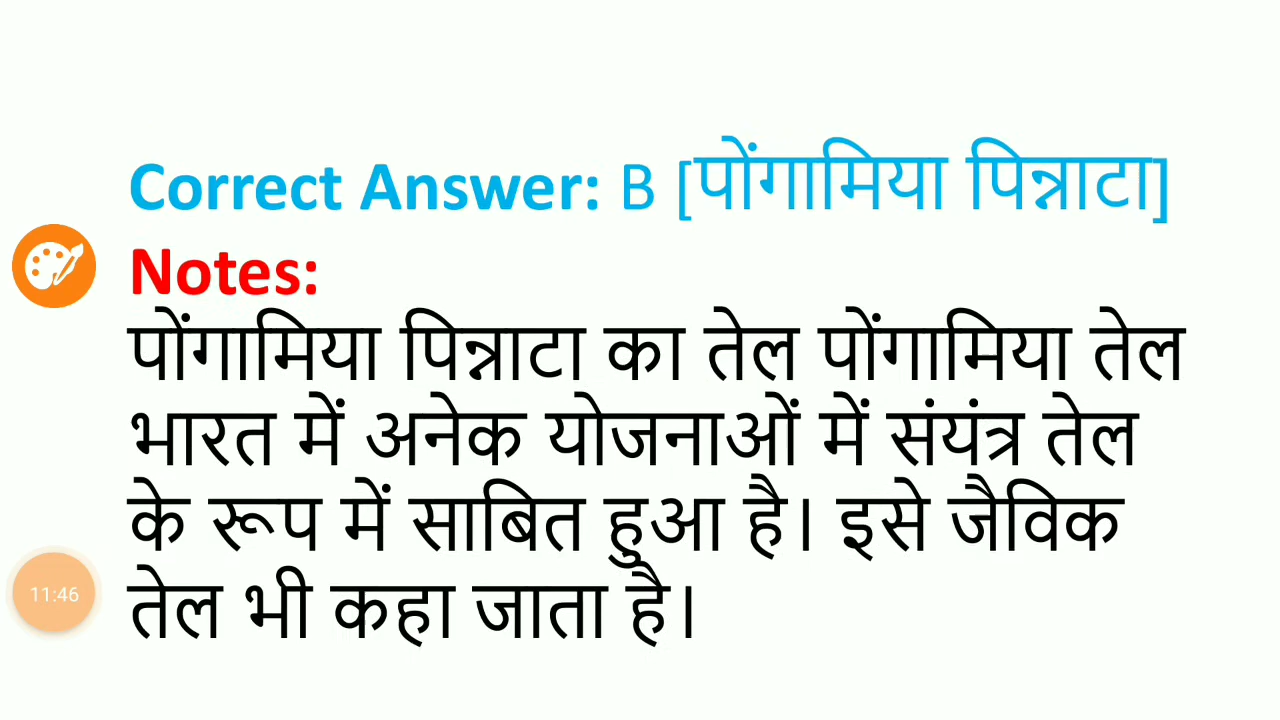 Correct Answer: B [पोंगामिया पिन्नाटा]
Notes:
पोंगामिया पिन्नाटा का तेल पोंगामिया तेल
भारत में अनेक योजनाओं में संयंत्र तेल
के रूप में साबित हुआ है। इसे जैविक
तेल भी कहा जाता है।
11:46